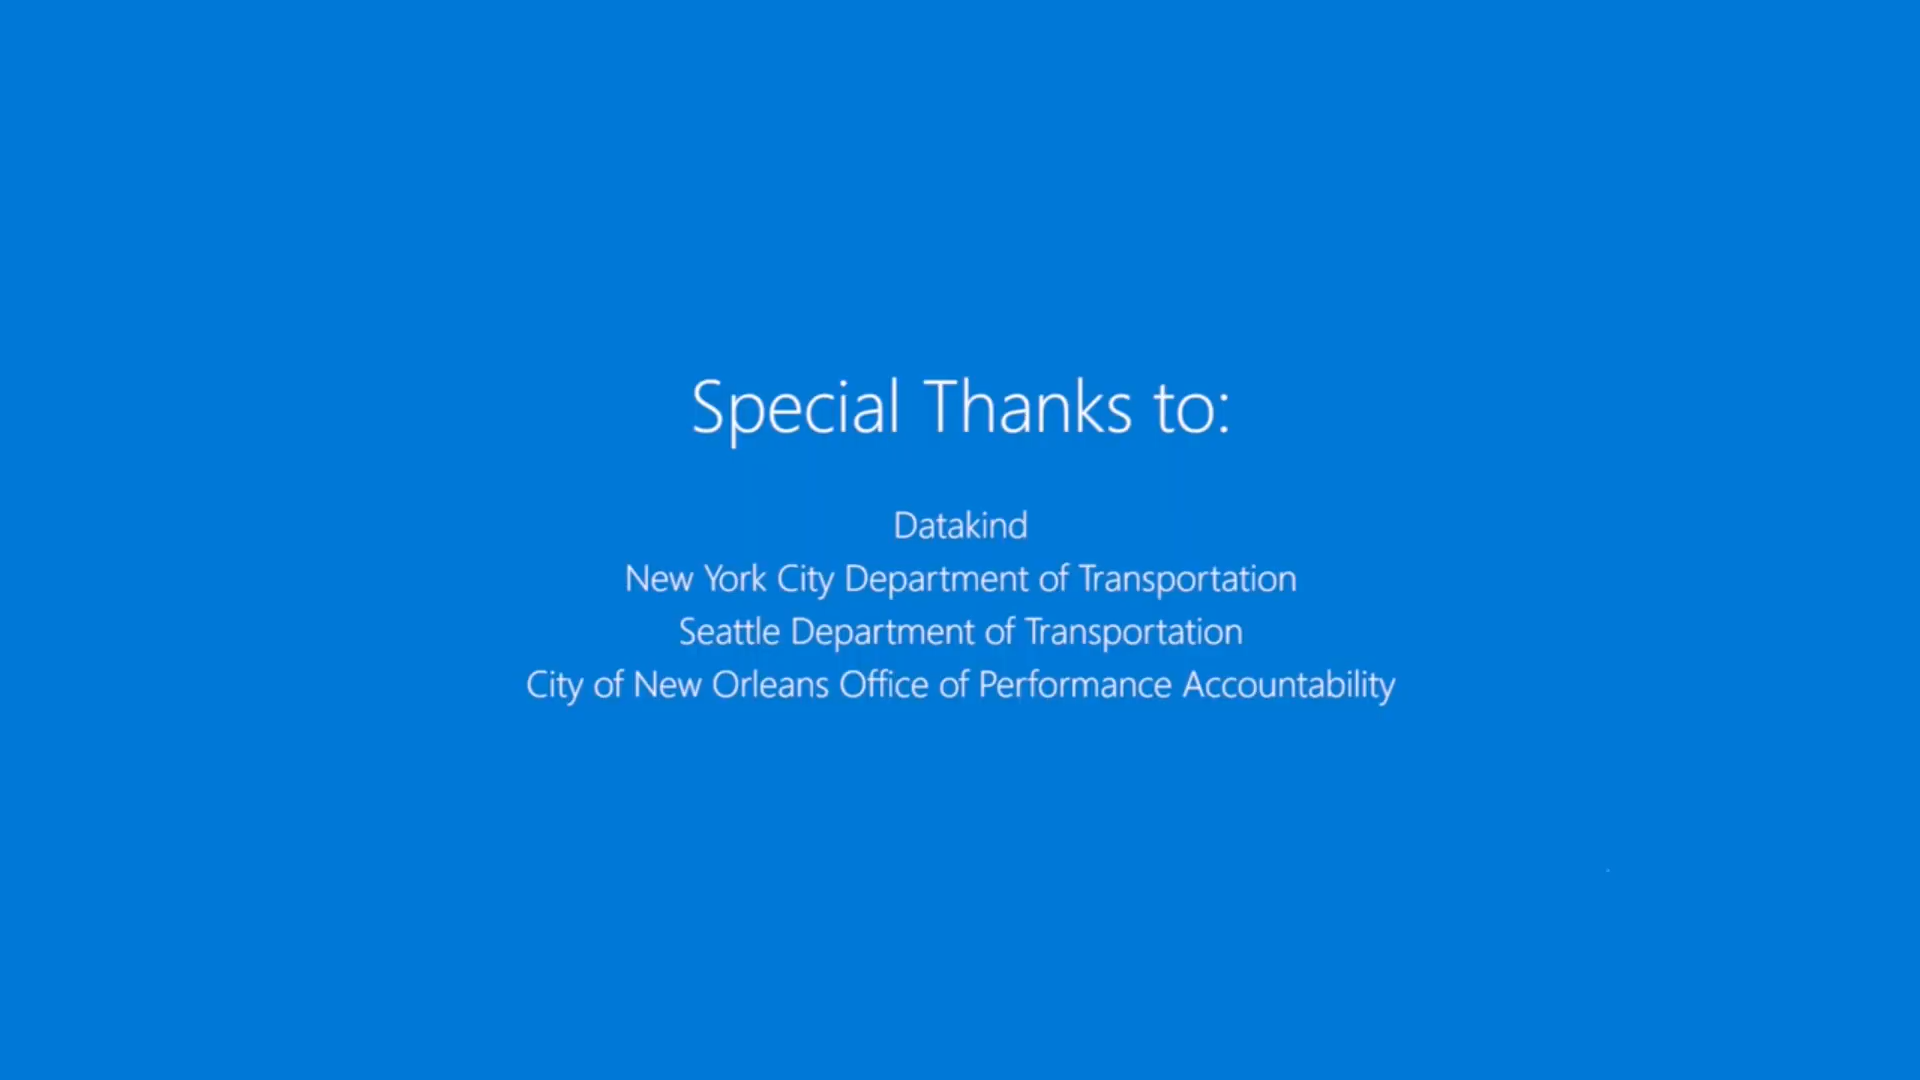 Special Thanks to:
Datakind
New York City Department of Transportation
Seattle Department of Transportation
City of New Orleans Office of Performance Accountability